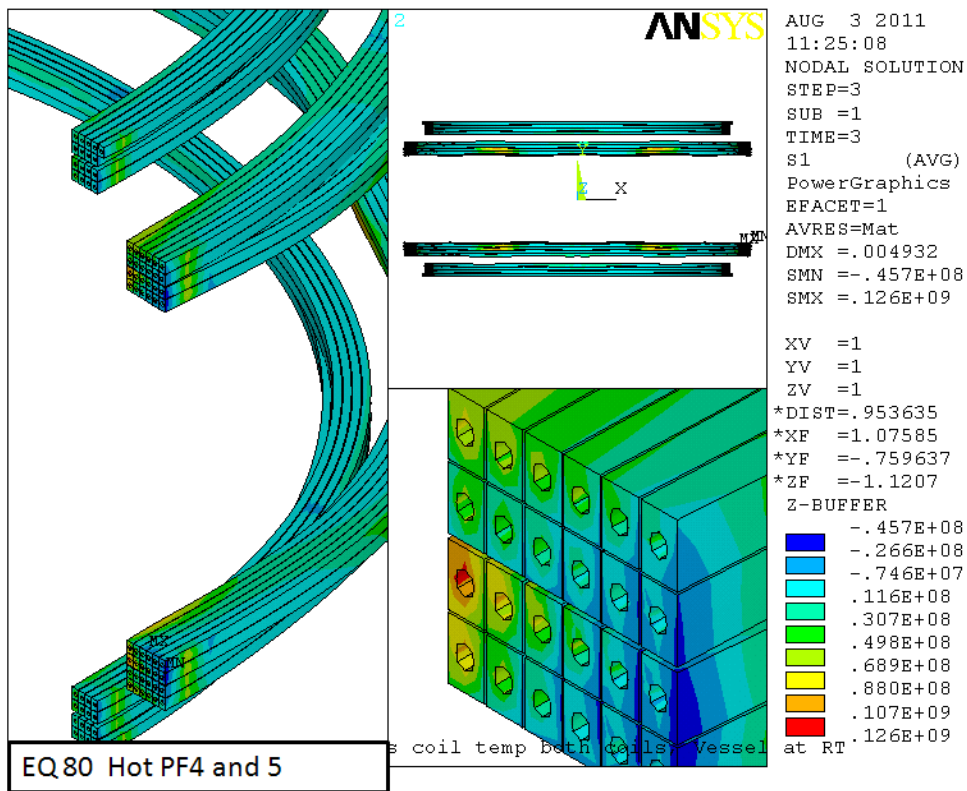 2
ANSYS
Y
Z
X
MX
MN
MX
MN
s coil temp both coils, Vessel at RT
EQ 80 Hot PF4 and 5
AUG 3 2011
11:25:08
NODAL SOLUTION
STEP=3
SUB =1
TIME=3
S1 (AVG)
PowerGraphics
EFACET=1
AVRES=Mat
DMX =.004932
SMN =-.457E+08
SMX =.126E+09
XV =1
YV =1
ZV =1
*DIST=.953635
*XF =1.07585
*YF =-.759637
*ZF =-1.1207
Z-BUFFER
-.457E+08
-.266E+08
-.746E+07
.116E+08
.307E+08
.498E+08
.689E+08
.880E+08
.107E+09
.126E+09